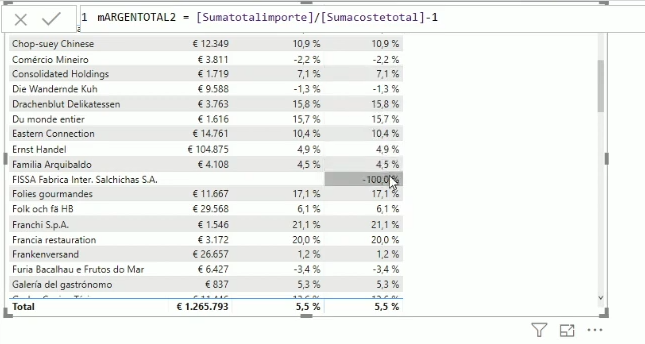 1 mARGENTOTAL2 = [Sumatotalimporte]/[Sumacostetotal]-1
Chop-suey Chinese € 12.349 10,9 % 10,9 %
Comércio Mineiro € 3.811 -2,2 % -2,2 %
Consolidated Holdings € 1.719 7,1 % 7,1 %
Die Wandernde Kuh € 9.588 -1,3 % -1,3 %
Drachenblut Delikatessen € 3.763 15,8 % 15,8 %
Du monde entier € 1.616 15,7 % 15,7 %
Eastern Connection € 14.761 10,4 % 10,4 %
Ernst Handel € 104.875 4,9 % 4,9 %
Familia Arquibaldo € 4.108 4,5 % 4,5 %
FISSA Fabrica Inter. Salchichas S.A. -100,0 %
Folies gourmandes € 11.667 17,1 % 17,1 %
Folk och fä HB € 29.568 6,1 % 6,1 %
Franchi S.p.A. € 1.546 21,1 % 21,1 %
Francia restauration € 3.172 20,0 % 20,0 %
Frankenversand € 26.657 1,2 % 1,2 %
Furia Bacalhau e Frutos do Mar € 6.427 -3,4 % -3,4 %
Galería del gastrónomo € 837 5,3 % 5,3 %
Total € 1.265.793 5,5 % 5,5 %